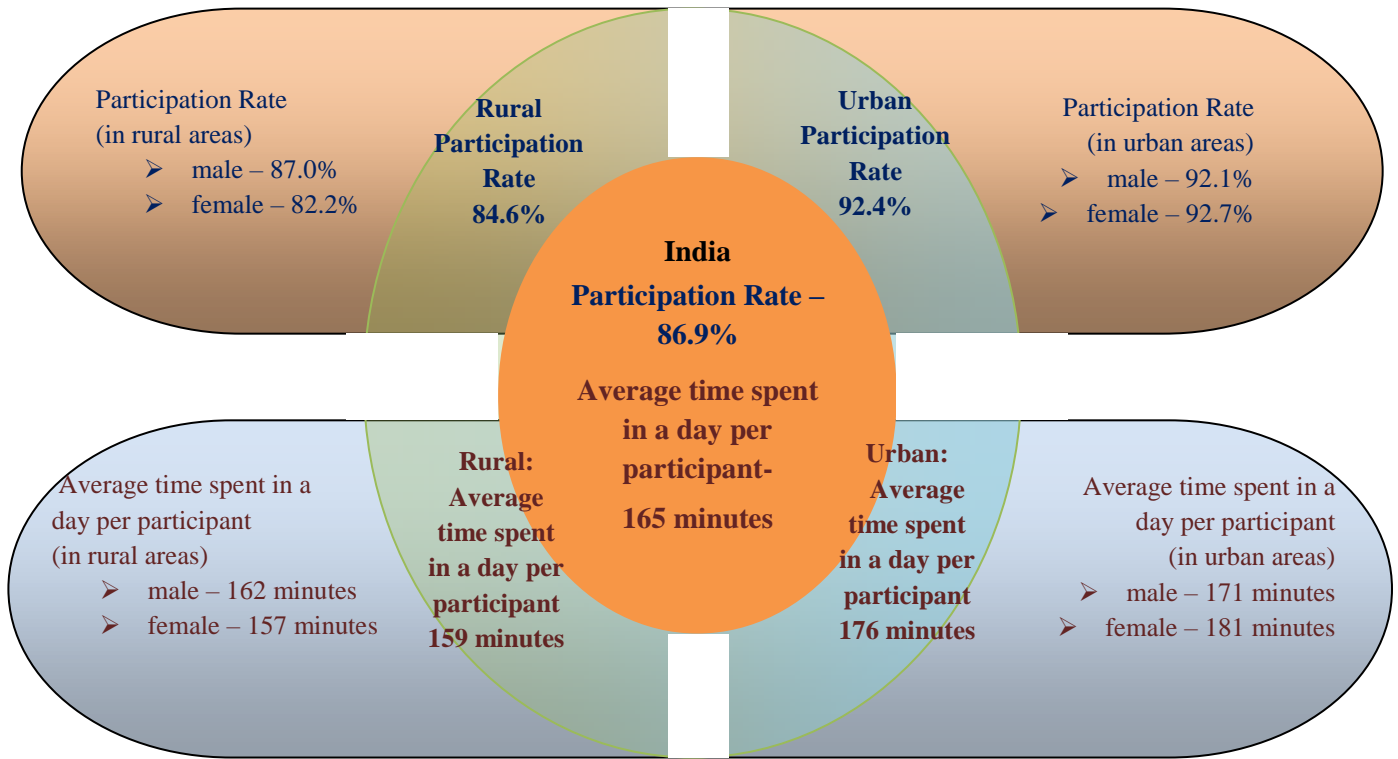 Participation Rate
(in rural areas)
➢ male – 87.0%
➢ female – 82.2%
Rural
Participation
Rate
84.6%
Urban
Participation
Rate
92.4%
Participation Rate
(in urban areas)
➢ male – 92.1%
➢ female – 92.7%
India
Participation Rate –
86.9%
Average time spent
in a day per
participant-
165 minutes
Average time spent in a
day per participant
(in rural areas)
➢ male – 162 minutes
➢ female – 157 minutes
Rural:
Average
time spent
in a day per
participant
159 minutes
Urban:
Average
time spent
in a day per
participant
176 minutes
Average time spent in a
day per participant
(in urban areas)
➢ male – 171 minutes
➢ female – 181 minutes